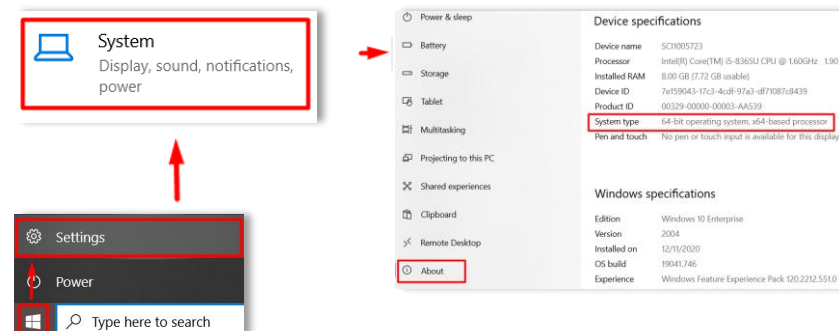 System
Display, sound, notifications,
power
Settings
Power
Type here to search
Power & sleep
Battery
Storage
Tablet
Multitasking
Projecting to this PC
Shared experiences
Clipboard
Remote Desktop
About
Device specifications
Device name SCI1005723
Processor Intel(R) Core(TM) i5-8365U CPU @ 1.60GHz 1.90
Installed RAM 8.00 GB (7.72 GB usable)
Device ID 7e159043-17c3-4cdf-97a3-df71087c8439
Product ID 00329-00000-00003-AA539
System type 64-bit operating system, x64-based processor
Pen and touch No pen or touch input is available for this display
Windows specifications
Edition Windows 10 Enterprise
Version 2004
Installed on 12/11/2020
OS build 19041.746
Experience Windows Feature Experience Pack 120.2212.551.0